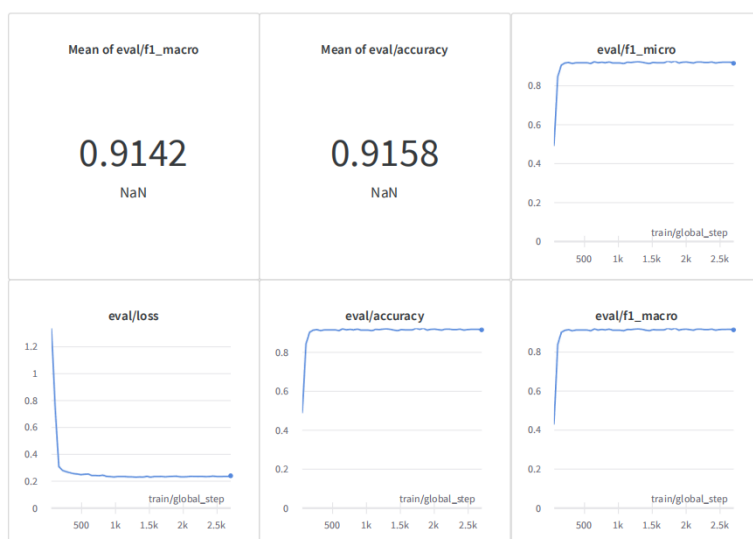 Mean of eval/f1_macro
0.9142
NaN
Mean of eval/accuracy
0.9158
NaN
eval/f1_micro
0.8
0.6
0.4
0.2
0
train/global_step
500 1k 1.5k 2k 2.5k
eval/loss
1.2
1
0.8
0.6
0.4
0.2
0
train/global_step
500 1k 1.5k 2k 2.5k
eval/accuracy
0.8
0.6
0.4
0.2
0
train/global_step
500 1k 1.5k 2k 2.5k
eval/f1_macro
0.8
0.6
0.4
0.2
0
train/global_step
500 1k 1.5k 2k 2.5k